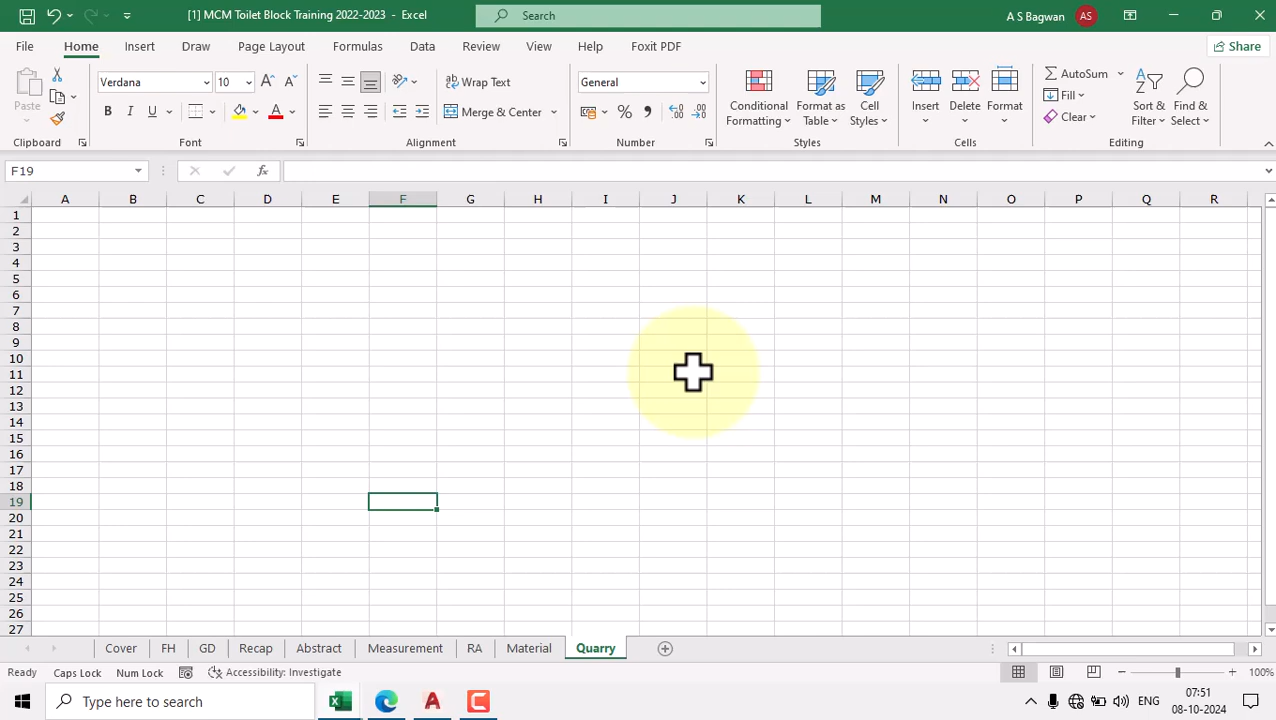 [1] MCM Toilet Block Training 2022-2023 - Excel
Search
A S Bagwan AS
File Home Insert Draw Page Layout Formulas Data Review View Help Foxit PDF Share
Paste
Clipboard
Verdana 10
B I U A
Font
ab Wrap Text
Merge & Center
Alignment
General
% ,
Number
Conditional Formatting
Format as Table
Cell Styles
Styles
Insert
Delete
Format
Cells
AutoSum
Fill
Clear
Sort & Filter
Find & Select
Editing
F19 fx
A B C D E F G H I J K L M N O P Q R
1
2
3
4
5
6
7
8
9
10
11
12
13
14
15
16
17
18
19
20
21
22
23
24
25
26
27
Cover FH GD Recap Abstract Measurement RA Material Quarry
Ready Caps Lock Num Lock Accessibility: Investigate 100%
Type here to search
ENG
07:51
08-10-2024